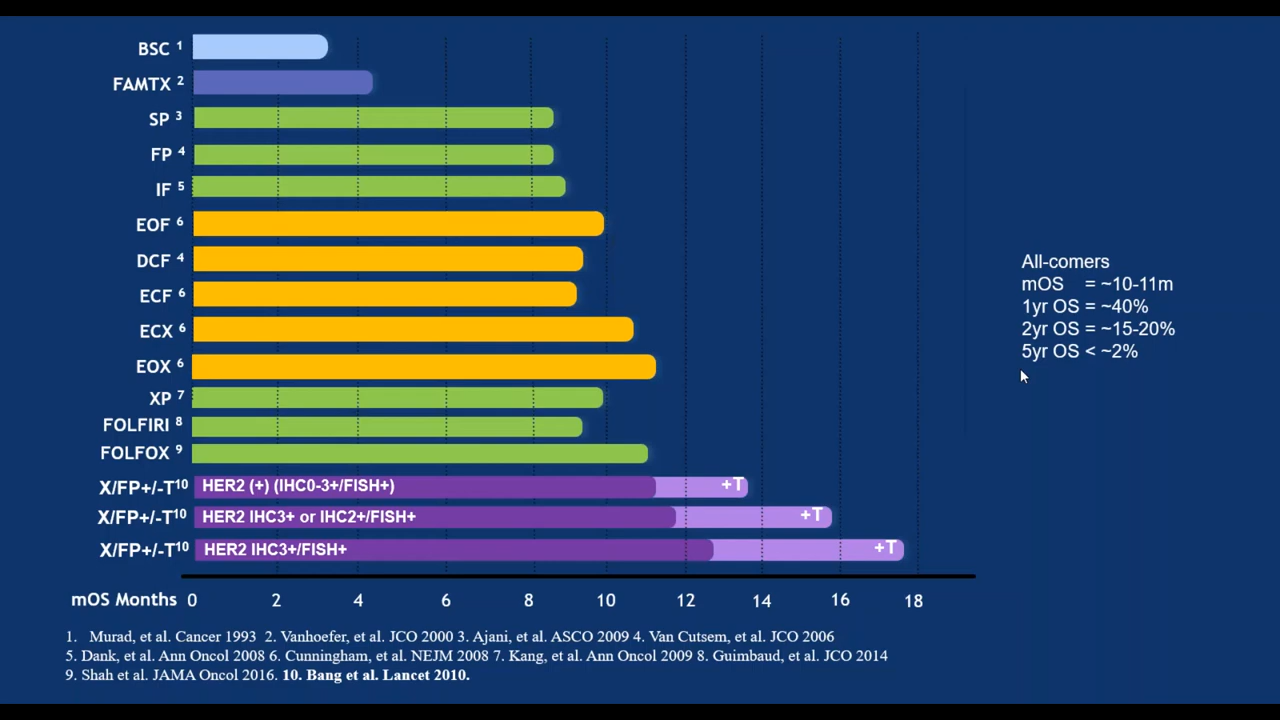 BSC 1
FAMTX 2
SP 3
FP 4
IF 5
EOF 6
DCF 4
ECF 6
ECX 6
EOX 6
XP 7
FOLFIRI 8
FOLFOX 9
X/FP+/-T10 HER2 (+) (IHC0-3+/FISH+) +T
X/FP+/-T10 HER2 IHC3+ or IHC2+/FISH+ +T
X/FP+/-T10 HER2 IHC3+/FISH+ +T
mOS Months 0 2 4 6 8 10 12 14 16 18
All-comers
mOS = ~10-11m
1yr OS = ~40%
2yr OS = ~15-20%
5yr OS < ~2%
1. Murad, et al. Cancer 1993 2. Vanhoefer, et al. JCO 2000 3. Ajani, et al. ASCO 2009 4. Van Cutsem, et al. JCO 2006
5. Dank, et al. Ann Oncol 2008 6. Cunningham, et al. NEJM 2008 7. Kang, et al. Ann Oncol 2009 8. Guimbaud, et al. JCO 2014
9. Shah et al. JAMA Oncol 2016. 10. Bang et al. Lancet 2010.